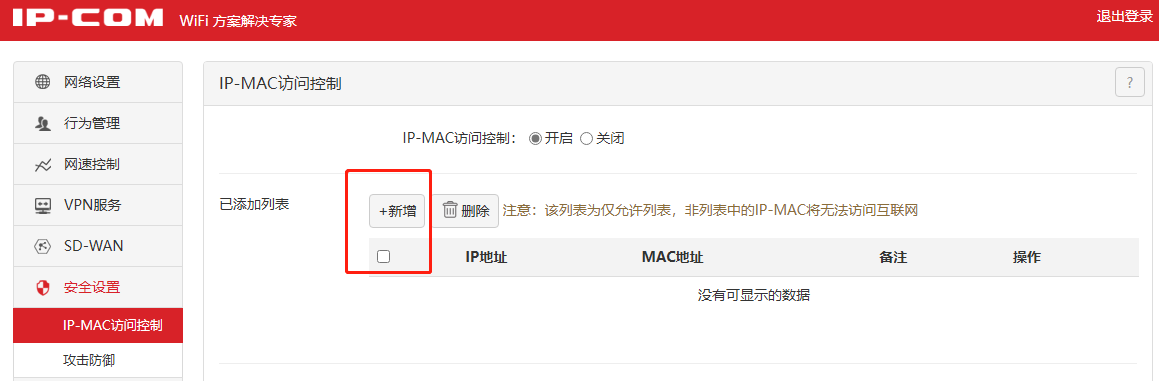 IP-COM WiFi 方案解决专家 退出登录
网络设置
行为管理
网速控制
VPN服务
SD-WAN
安全设置
IP-MAC访问控制
攻击防御
IP-MAC访问控制 ?
IP-MAC访问控制： 开启 关闭
已添加列表 +新增 删除 注意：该列表为仅允许列表，非列表中的IP-MAC将无法访问互联网
IP地址 MAC地址 备注 操作
没有可显示的数据